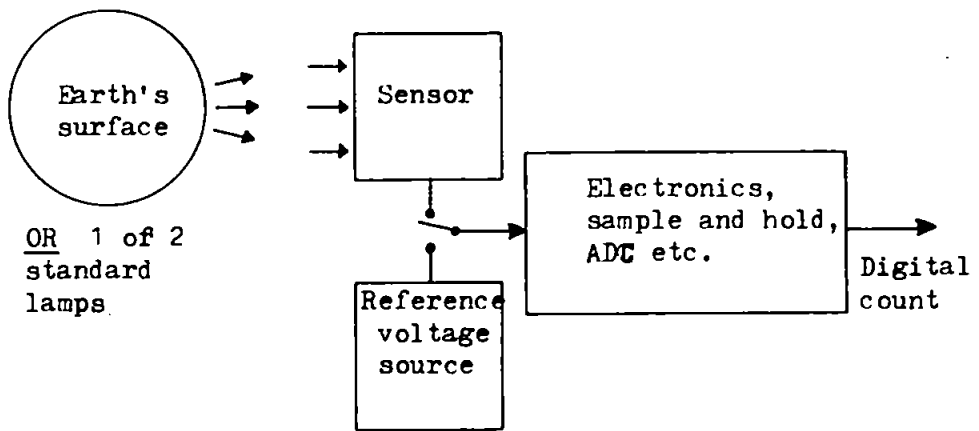 Earth's
surface
OR 1 of 2
standard
lamps
Sensor
Reference
voltage
source
Electronics,
sample and hold,
ADC etc.
Digital
count